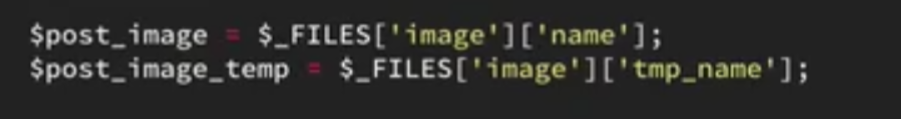 $post_image = $_FILES['image']['name'];
$post_image_temp = $_FILES['image']['tmp_name'];